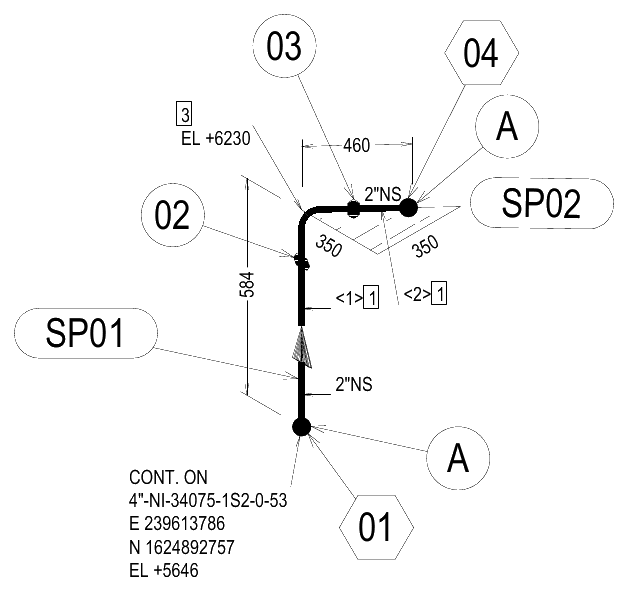 03
04
3
EL +6230
460
A
02
2"NS
SP02
350
350
584
<1> 1
<2> 1
SP01
2"NS
A
CONT. ON
4"-NI-34075-1S2-0-53
E 239613786
N 1624892757
EL +5646
01